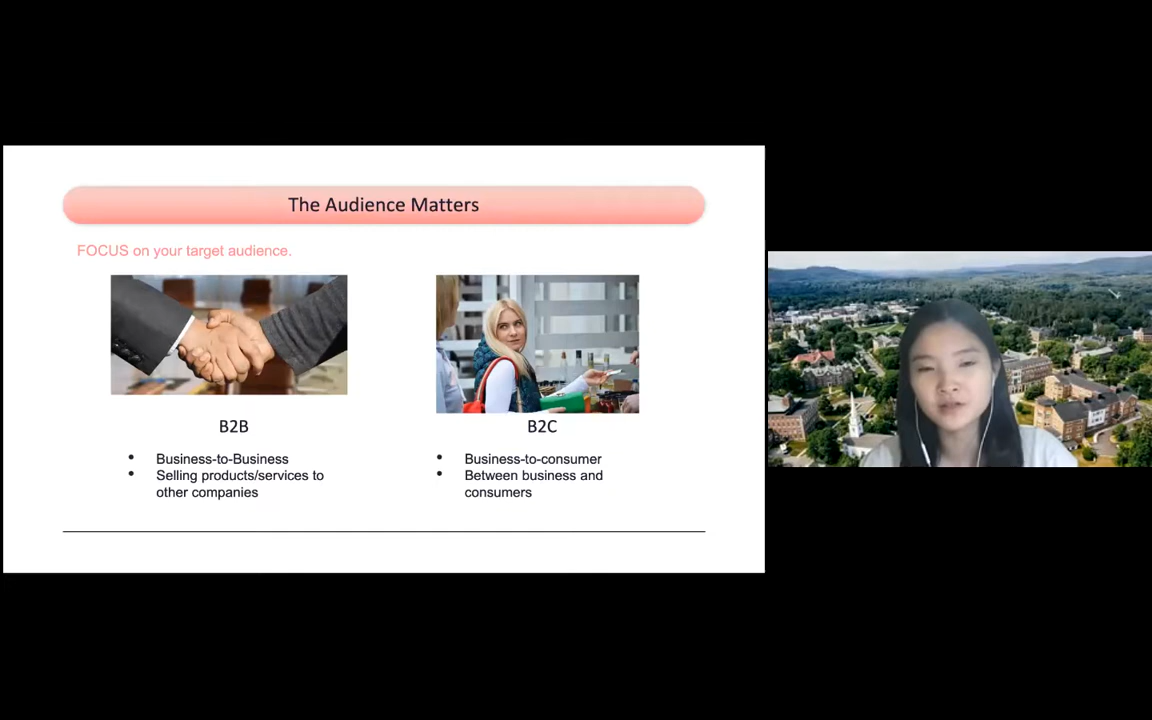 The Audience Matters
FOCUS on your target audience.
B2B
• Business-to-Business
• Selling products/services to
other companies
B2C
• Business-to-consumer
• Between business and
consumers